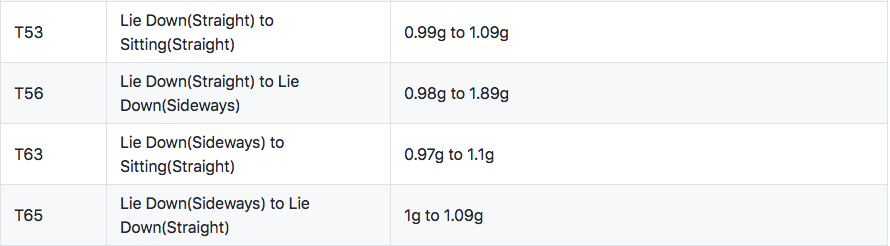 T53
Lie Down(Straight) to
Sitting(Straight)
0.99g to 1.09g
T56
Lie Down(Straight) to Lie
Down(Sideways)
0.98g to 1.89g
T63
Lie Down(Sideways) to
Sitting(Straight)
0.97g to 1.1g
T65
Lie Down(Sideways) to Lie
Down(Straight)
1g to 1.09g